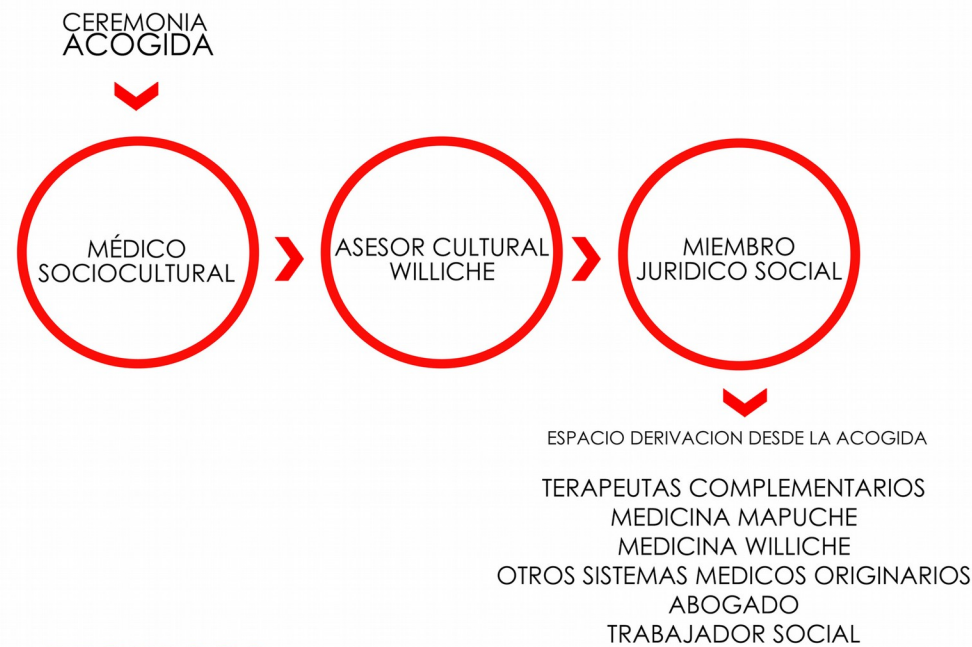 CEREMONIA
ACOGIDA
MÉDICO
SOCIOCULTURAL
ASESOR CULTURAL
WILLICHE
MIEMBRO
JURIDICO SOCIAL
ESPACIO DERIVACION DESDE LA ACOGIDA
TERAPEUTAS COMPLEMENTARIOS
MEDICINA MAPUCHE
MEDICINA WILLICHE
OTROS SISTEMAS MEDICOS ORIGINARIOS
ABOGADO
TRABAJADOR SOCIAL